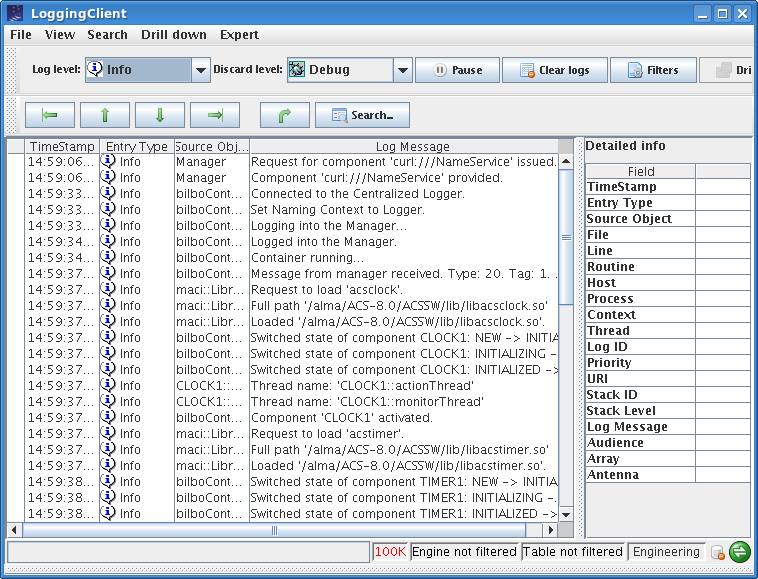 LoggingClient
File View Search Drill down Expert
Log level: Info Discard level: Debug Pause Clear logs Filters Dri
Search...
TimeStamp Entry Type Source Obj... Log Message
14:59:06... Info Manager Request for component 'curl:///NameService' issued.
14:59:06... Info Manager Component 'curl:///NameService' provided.
14:59:33... Info bilboCont... Connected to the Centralized Logger.
14:59:33... Info bilboCont... Set Naming Context to Logger.
14:59:33... Info bilboCont... Logging into the Manager...
14:59:34... Info bilboCont... Logged into the Manager.
14:59:34... Info bilboCont... Container running...
14:59:37... Info bilboCont... Message from manager received. Type: 20. Tag: 1.
14:59:37... Info maci::Libr... Request to load 'acsclock'.
14:59:37... Info maci::Libr... Full path '/alma/ACS-8.0/ACSSW/lib/libacsclock.so'
14:59:37... Info maci::Libr... Loaded '/alma/ACS-8.0/ACSSW/lib/libacsclock.so'.
14:59:37... Info bilboCont... Switched state of component CLOCK1: NEW -> INITIA
14:59:37... Info bilboCont... Switched state of component CLOCK1: INITIALIZING -
14:59:37... Info bilboCont... Switched state of component CLOCK1: INITIALIZED ->
14:59:37... Info CLOCK1::... Thread name: 'CLOCK1::actionThread'
14:59:37... Info CLOCK1::... Thread name: 'CLOCK1::monitorThread'
14:59:37... Info bilboCont... Component 'CLOCK1' activated.
14:59:37... Info maci::Libr... Request to load 'acstimer'.
14:59:37... Info maci::Libr... Full path '/alma/ACS-8.0/ACSSW/lib/libacstimer.so'
14:59:37... Info maci::Libr... Loaded '/alma/ACS-8.0/ACSSW/lib/libacstimer.so'.
14:59:38... Info bilboCont... Switched state of component TIMER1: NEW -> INITIA
14:59:38... Info bilboCont... Switched state of component TIMER1: INITIALIZING -
14:59:38... Info bilboCont... Switched state of component TIMER1: INITIALIZED ->
Detailed info
Field
TimeStamp
Entry Type
Source Object
File
Line
Routine
Host
Process
Context
Thread
Log ID
Priority
URI
Stack ID
Stack Level
Log Message
Audience
Array
Antenna
100K Engine not filtered Table not filtered Engineering